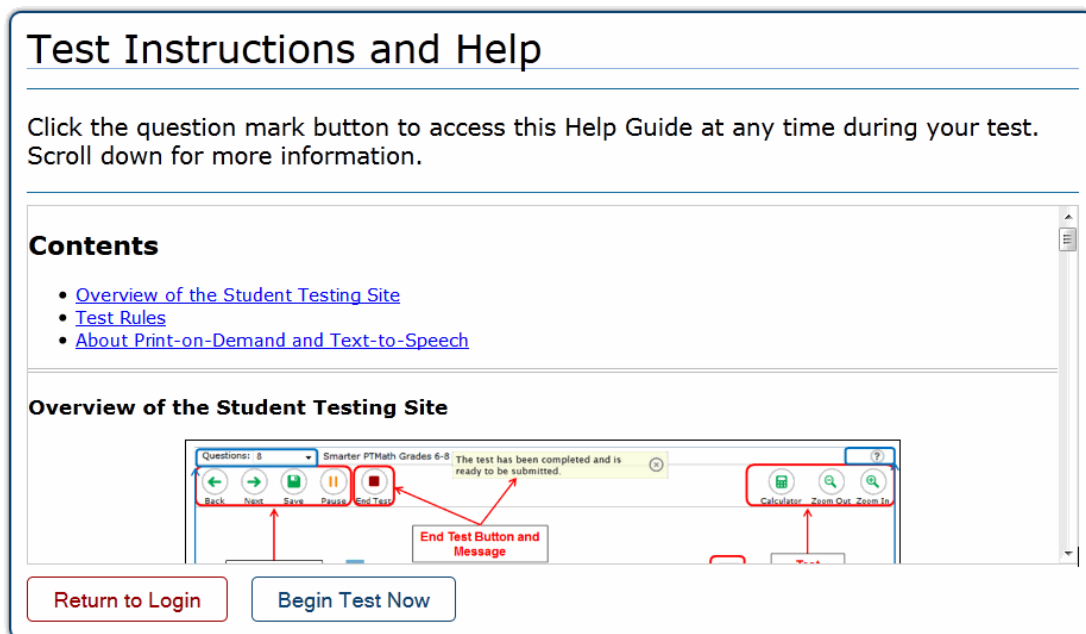 Test Instructions and Help
Click the question mark button to access this Help Guide at any time during your test.
Scroll down for more information.
Contents
• Overview of the Student Testing Site
• Test Rules
• About Print-on-Demand and Text-to-Speech
Overview of the Student Testing Site
Questions: 8 Smarter PTMath Grades 6-8 ?
The test has been completed and is
ready to be submitted.
Back Next Save Pause End Test Calculator Zoom Out Zoom In
End Test Button and
Message
Return to Login Begin Test Now